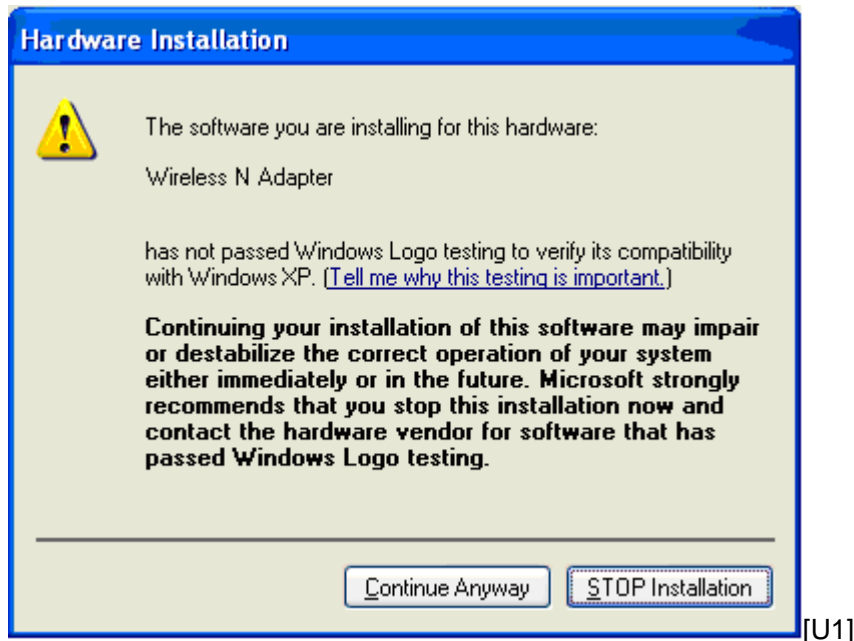 Hardware Installation
The software you are installing for this hardware:
Wireless N Adapter
has not passed Windows Logo testing to verify its compatibility
with Windows XP. (Tell me why this testing is important.)
Continuing your installation of this software may impair
or destabilize the correct operation of your system
either immediately or in the future. Microsoft strongly
recommends that you stop this installation now and
contact the hardware vendor for software that has
passed Windows Logo testing.
Continue Anyway
STOP Installation
[U1]